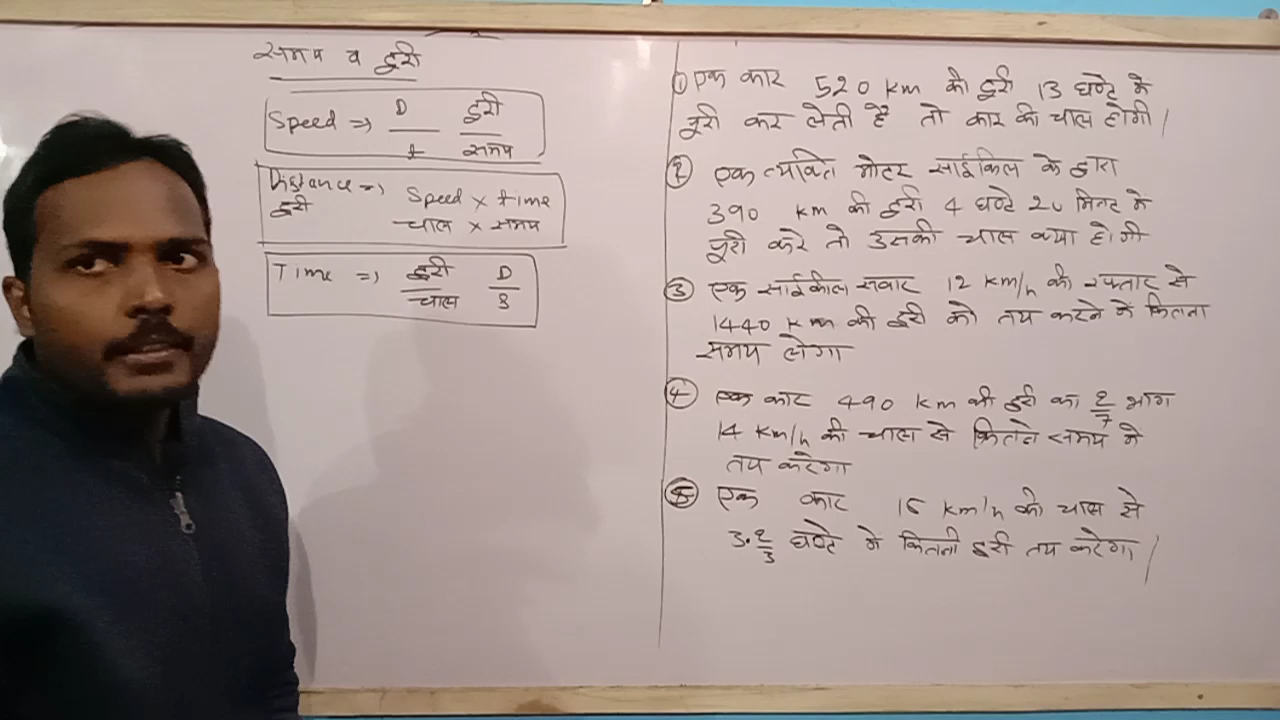 समय व दुरी
Speed ⇒ D/t दुरी/समय
Distance ⇒ Speed × time
दुरी चाल × समय
Time ⇒ दुरी/चाल D/S
① एक कार 520 km की दुरी 13 घण्टे मे
पुरी कर लेती है तो कार की चाल होगी।
② एक व्यक्ति मोटर साईकिल के द्वारा
390 km की दुरी 4 घण्टे 20 मिनट मे
पुरी करे तो उसकी चाल क्या होगी
③ एक साईकील सवार 12 km/h की रफ्तार से
1440 km की दुरी को तय करने में कितना
समय लेगा
④ एक कार 490 km की दुरी का 2/7 भाग
14 km/h की चाल से कितने समय मे
तय करेगा
⑤ एक कार 15 km/h की चाल से
3.2/3 घण्टे मे कितनी दुरी तय करेगा।